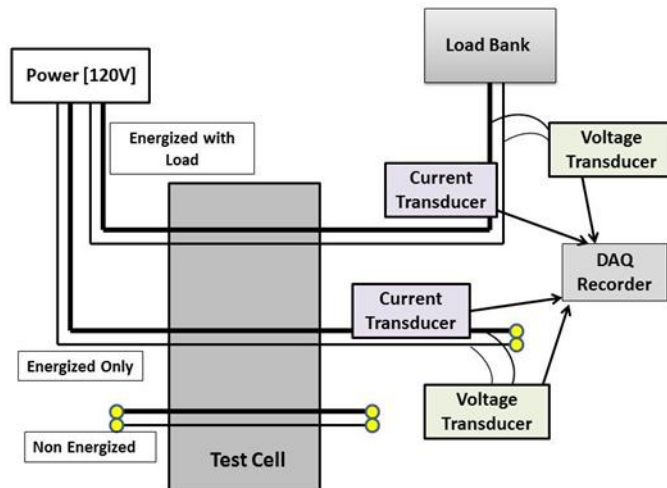 Power [120V]
Load Bank
Energized with
Load
Voltage
Transducer
Current
Transducer
DAQ
Recorder
Current
Transducer
Energized Only
Voltage
Transducer
Non Energized
Test Cell